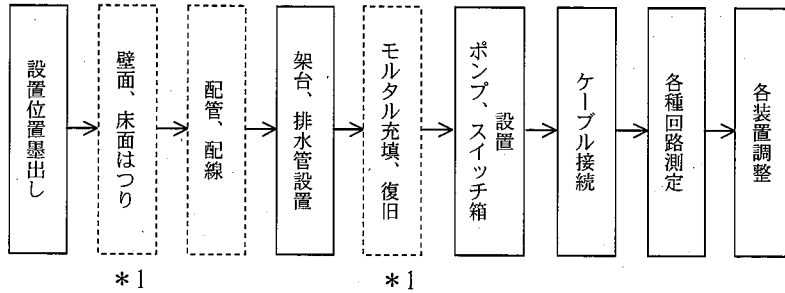 設置位置墨出し
壁面、床面はつり
配管、配線
架台、排水管設置
モルタル充填、復旧
ポンプ、スイッチ箱
設置
ケーブル接続
各種回路測定
各装置調整
*1
*1